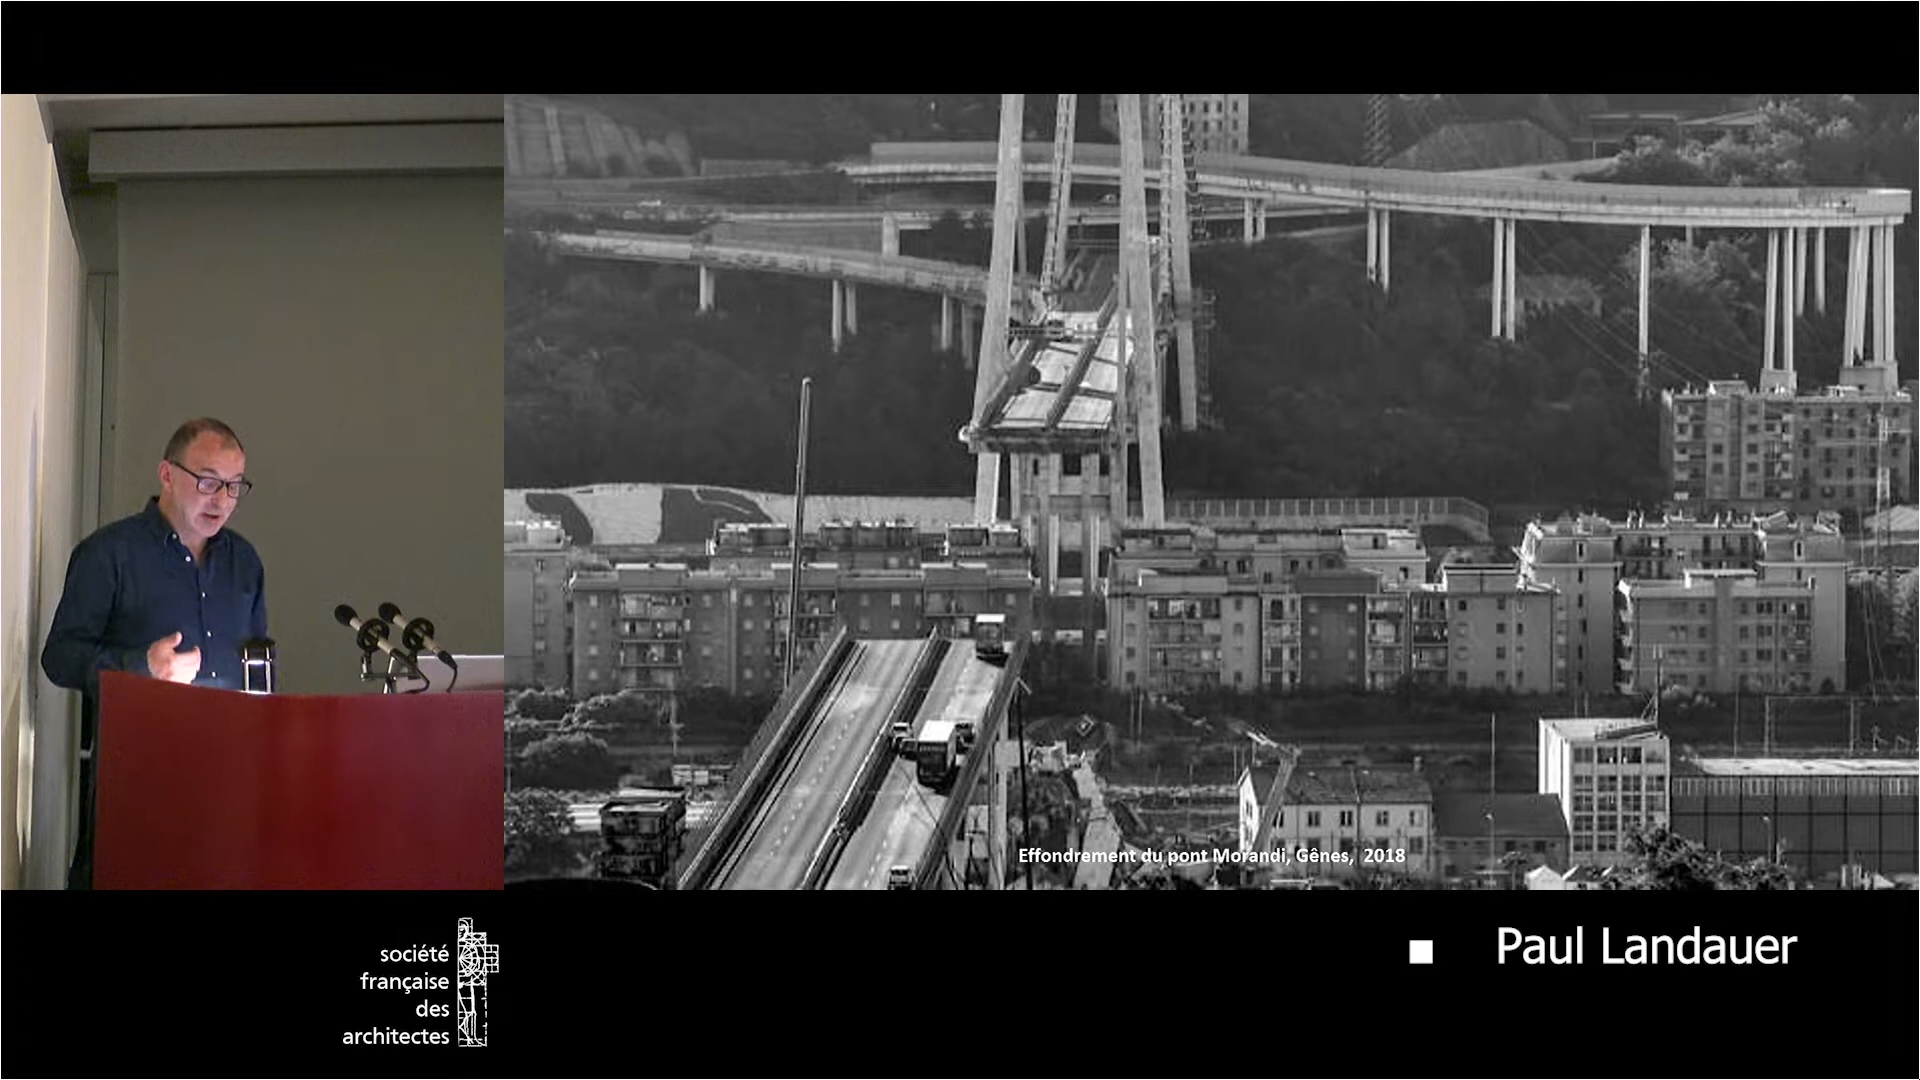 Effondrement du pont Morandi, Gênes, 2018
société
française
des
architectes
Paul Landauer